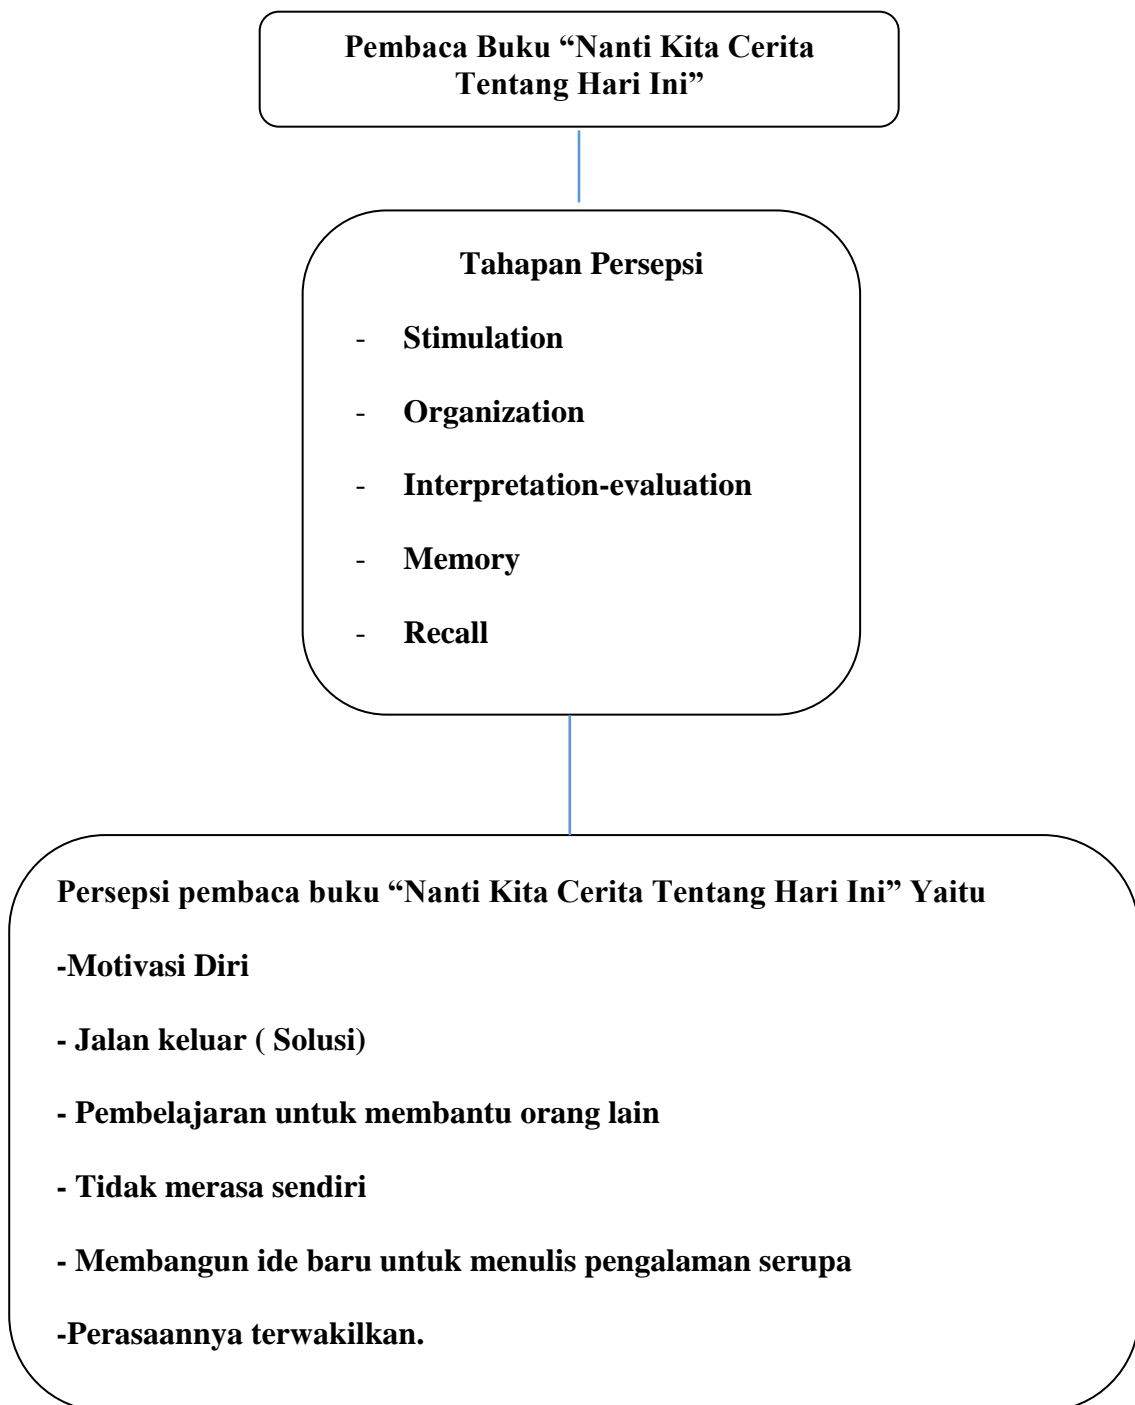 Pembaca Buku “Nanti Kita Cerita
Tentang Hari Ini”
Tahapan Persepsi
- Stimulation
- Organization
- Interpretation-evaluation
- Memory
- Recall
Persepsi pembaca buku “Nanti Kita Cerita Tentang Hari Ini” Yaitu
-Motivasi Diri
- Jalan keluar ( Solusi)
- Pembelajaran untuk membantu orang lain
- Tidak merasa sendiri
- Membangun ide baru untuk menulis pengalaman serupa
-Perasaannya terwakilkan.